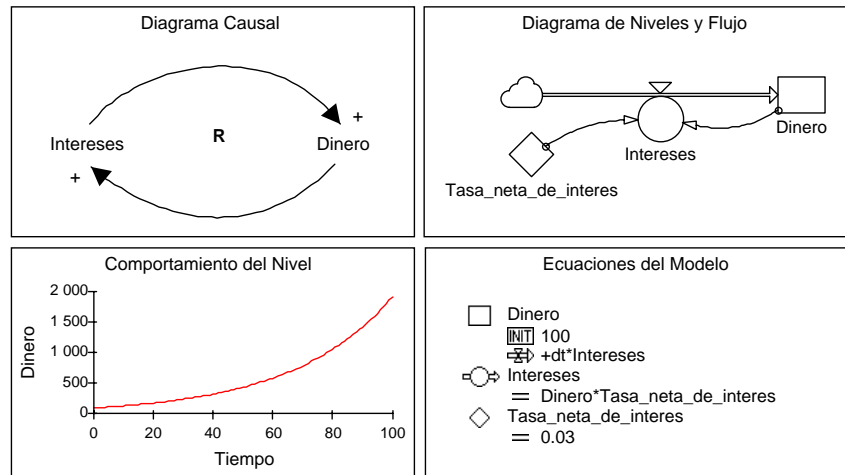 Diagrama Causal
+
Intereses
R
Dinero
+
Diagrama de Niveles y Flujo
Dinero
Intereses
Tasa_neta_de_interes
Comportamiento del Nivel
Dinero
2 000
1 500
1 000
500
0
0 20 40 60 80 100
Tiempo
Ecuaciones del Modelo
Dinero
INIT 100
+dt*Intereses
Intereses
= Dinero*Tasa_neta_de_interes
Tasa_neta_de_interes
= 0.03